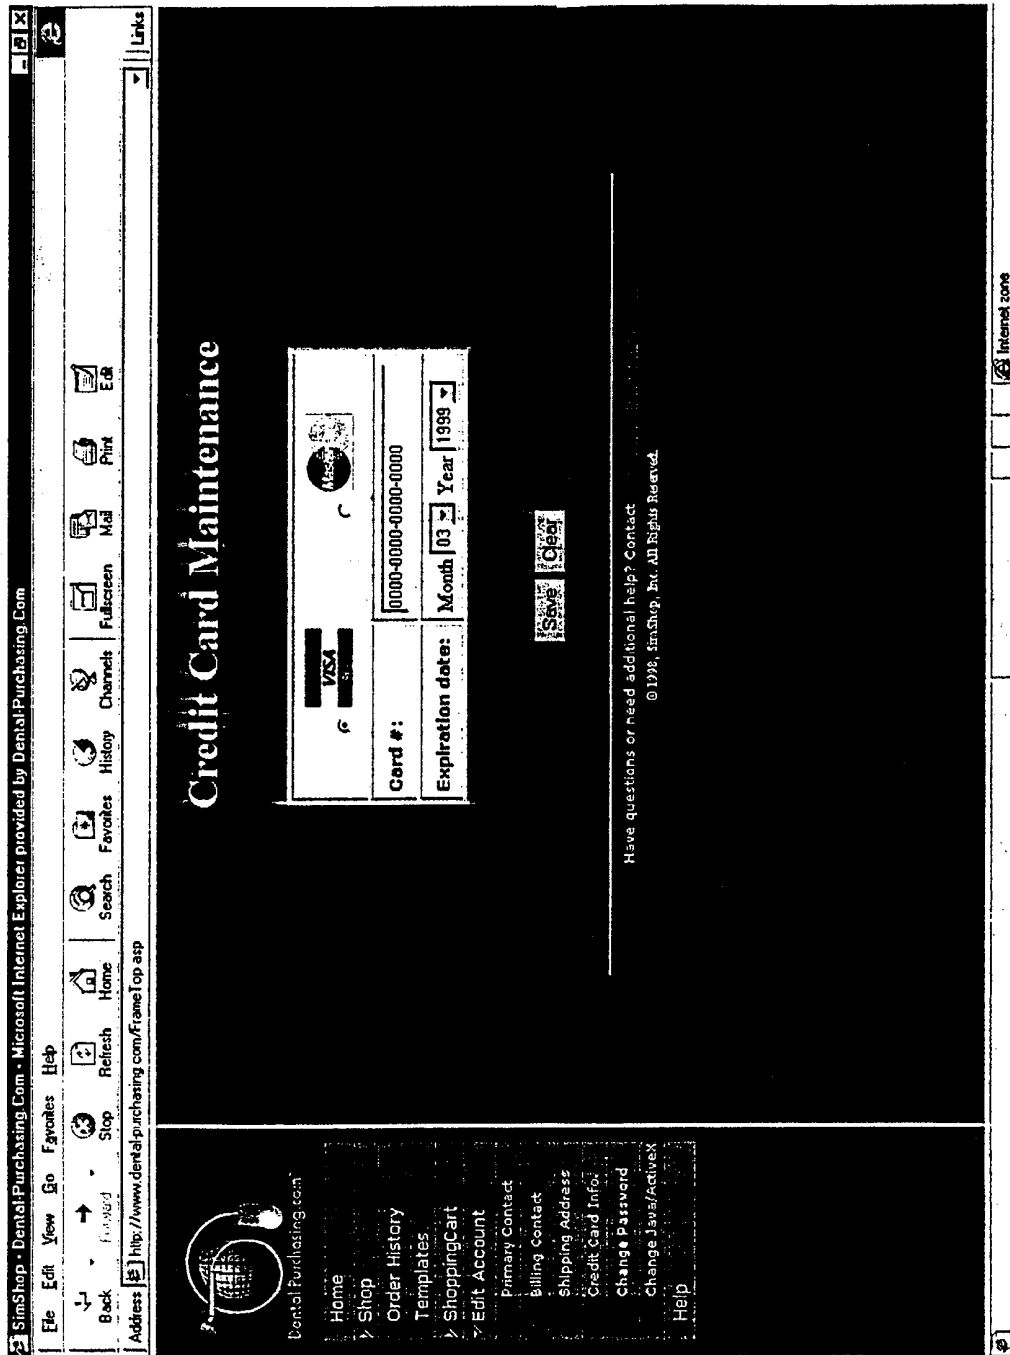 SimShop - Dental-Purchasing.Com - Microsoft Internet Explorer provided by Dental-Purchasing.Com
File Edit View Go Favorites Help
Back Forward Stop Refresh Home Search Favorites History Channels Fullscreen Mail Print Edit
Address http://www.dental-purchasing.com/FrameTop.asp Links
Dental Purchasing.com
Home
Shop
Order History
Templates
ShoppingCart
Edit Account
Primary Contact
Billing Contact
Shipping Address
Credit Card Info.
Change Password
Change Java/ActiveX
Help
Credit Card Maintenance
VISA Master
Card #: 0000-0000-0000-0000
Expiration date: Month 03 Year 1999
Save Clear
Have questions or need additional help? Contact
©1998, SimShop, Inc. All Rights Reserved.
Internet zone